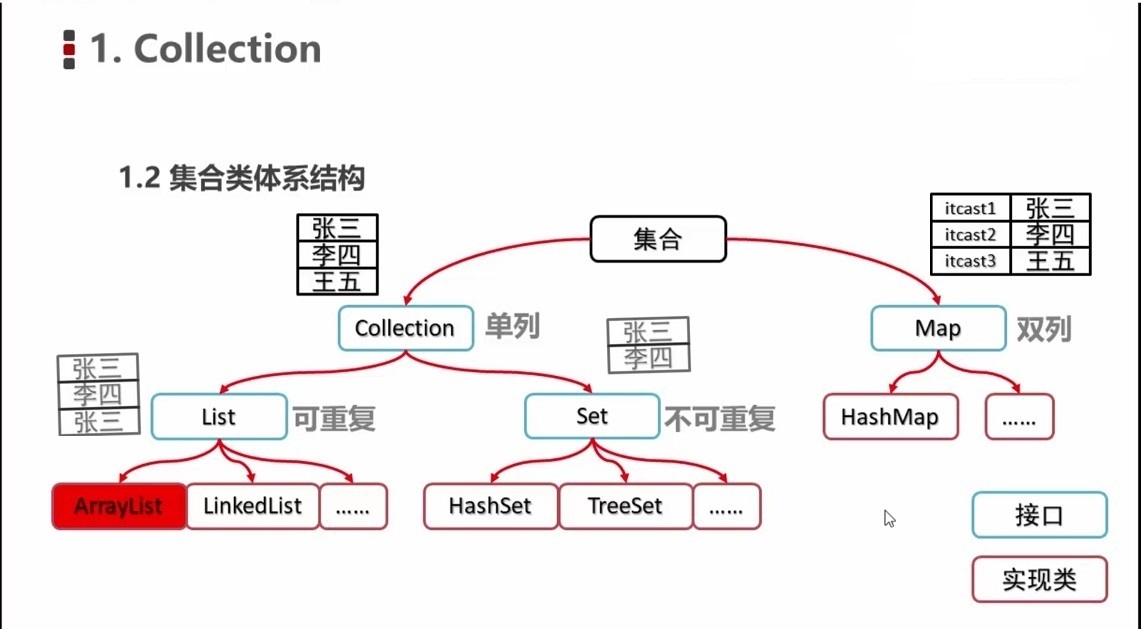 1. Collection
1.2 集合类体系结构
张三
李四
王五
集合
itcast1 张三
itcast2 李四
itcast3 王五
Collection 单列
张三
李四
Map 双列
张三
李四
张三
List 可重复
Set 不可重复
HashMap
......
ArrayList
LinkedList
......
HashSet
TreeSet
......
接口
实现类